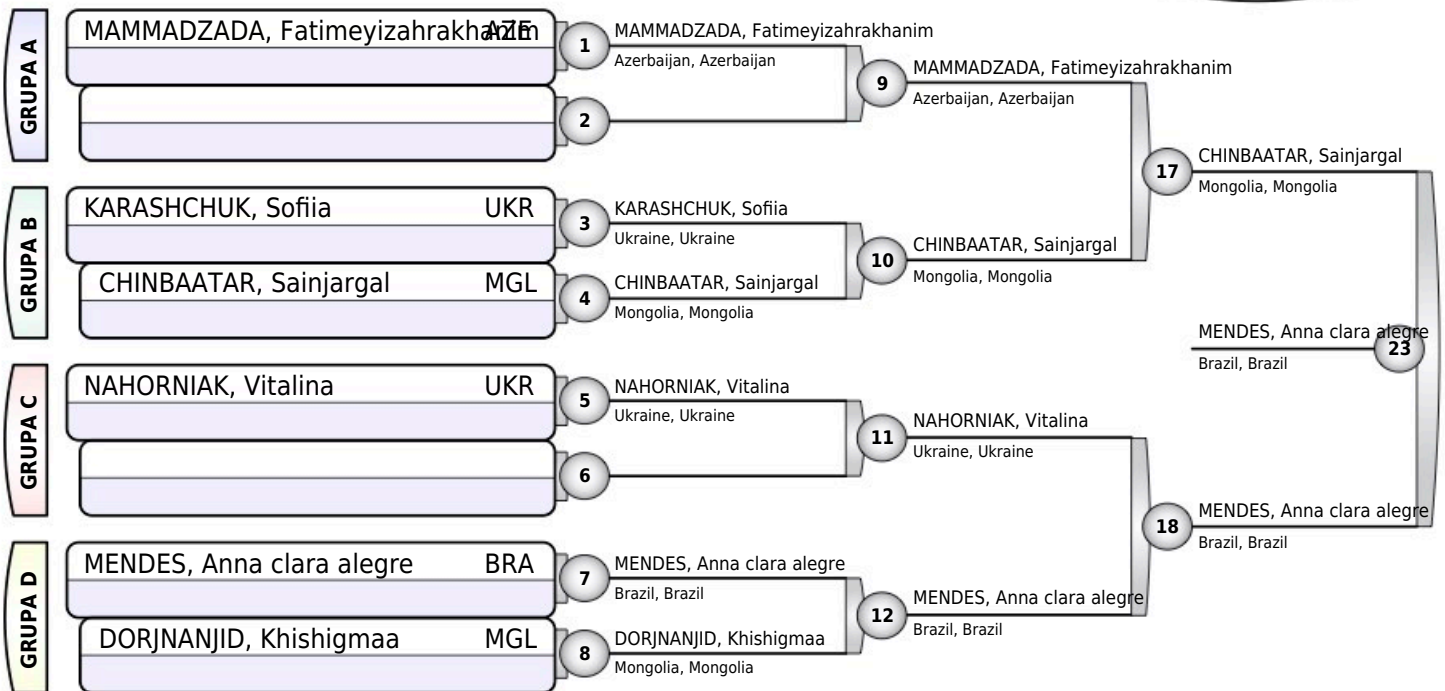 GRUPA A
MAMMADZADA, Fatimeyizahrakhanim AZE
1
MAMMADZADA, Fatimeyizahrakhanim
Azerbaijan, Azerbaijan
2
9
MAMMADZADA, Fatimeyizahrakhanim
Azerbaijan, Azerbaijan
GRUPA B
KARASHCHUK, Sofiia UKR
3
KARASHCHUK, Sofiia
Ukraine, Ukraine
CHINBAATAR, Sainjargal MGL
4
CHINBAATAR, Sainjargal
Mongolia, Mongolia
10
CHINBAATAR, Sainjargal
Mongolia, Mongolia
17
CHINBAATAR, Sainjargal
Mongolia, Mongolia
GRUPA C
NAHORNIAK, Vitalina UKR
5
NAHORNIAK, Vitalina
Ukraine, Ukraine
6
11
NAHORNIAK, Vitalina
Ukraine, Ukraine
GRUPA D
MENDES, Anna clara alegre BRA
7
MENDES, Anna clara alegre
Brazil, Brazil
DORJNANJID, Khishigmaa MGL
8
DORJNANJID, Khishigmaa
Mongolia, Mongolia
12
MENDES, Anna clara alegre
Brazil, Brazil
18
MENDES, Anna clara alegre
Brazil, Brazil
MENDES, Anna clara alegre
23
Brazil, Brazil